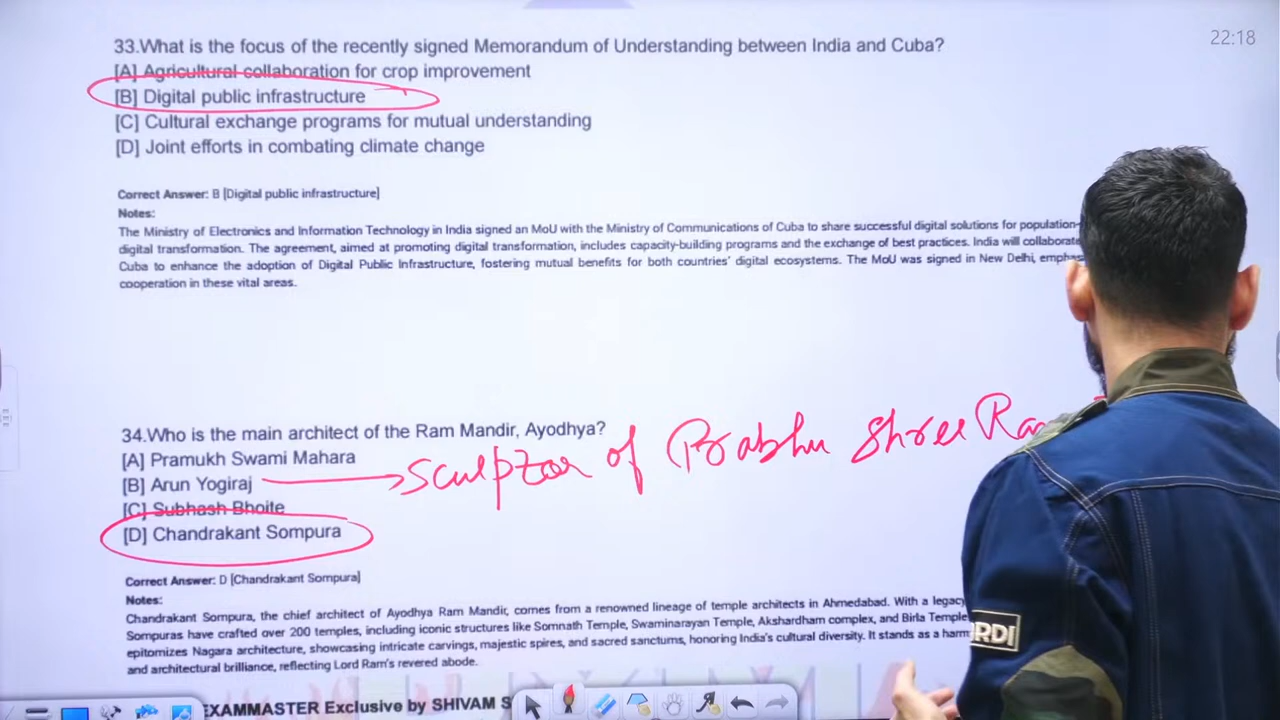 22:18
33.What is the focus of the recently signed Memorandum of Understanding between India and Cuba?
[A] Agricultural collaboration for crop improvement
[B] Digital public infrastructure
[C] Cultural exchange programs for mutual understanding
[D] Joint efforts in combating climate change
Correct Answer: B [Digital public infrastructure]
Notes:
The Ministry of Electronics and Information Technology in India signed an MoU with the Ministry of Communications of Cuba to share successful digital solutions for population-
digital transformation. The agreement, aimed at promoting digital transformation, includes capacity-building programs and the exchange of best practices. India will collaborate
Cuba to enhance the adoption of Digital Public Infrastructure, fostering mutual benefits for both countries' digital ecosystems. The MoU was signed in New Delhi, emphas
cooperation in these vital areas.
34.Who is the main architect of the Ram Mandir, Ayodhya?
[A] Pramukh Swami Mahara
[B] Arun Yogiraj
sculptor of Prabhu Shree Ra
[C] Subhash Bhoite
[D] Chandrakant Sompura
Correct Answer: D [Chandrakant Sompura]
Notes:
Chandrakant Sompura, the chief architect of Ayodhya Ram Mandir, comes from a renowned lineage of temple architects in Ahmedabad. With a legacy
Sompuras have crafted over 200 temples, including iconic structures like Somnath Temple, Swaminarayan Temple, Akshardham complex, and Birla Temple
epitomizes Nagara architecture, showcasing intricate carvings, majestic spires, and sacred sanctums, honoring India's cultural diversity. It stands as a harm
and architectural brilliance, reflecting Lord Ram's revered abode.
RDI
EXAMMASTER Exclusive by SHIVAM S